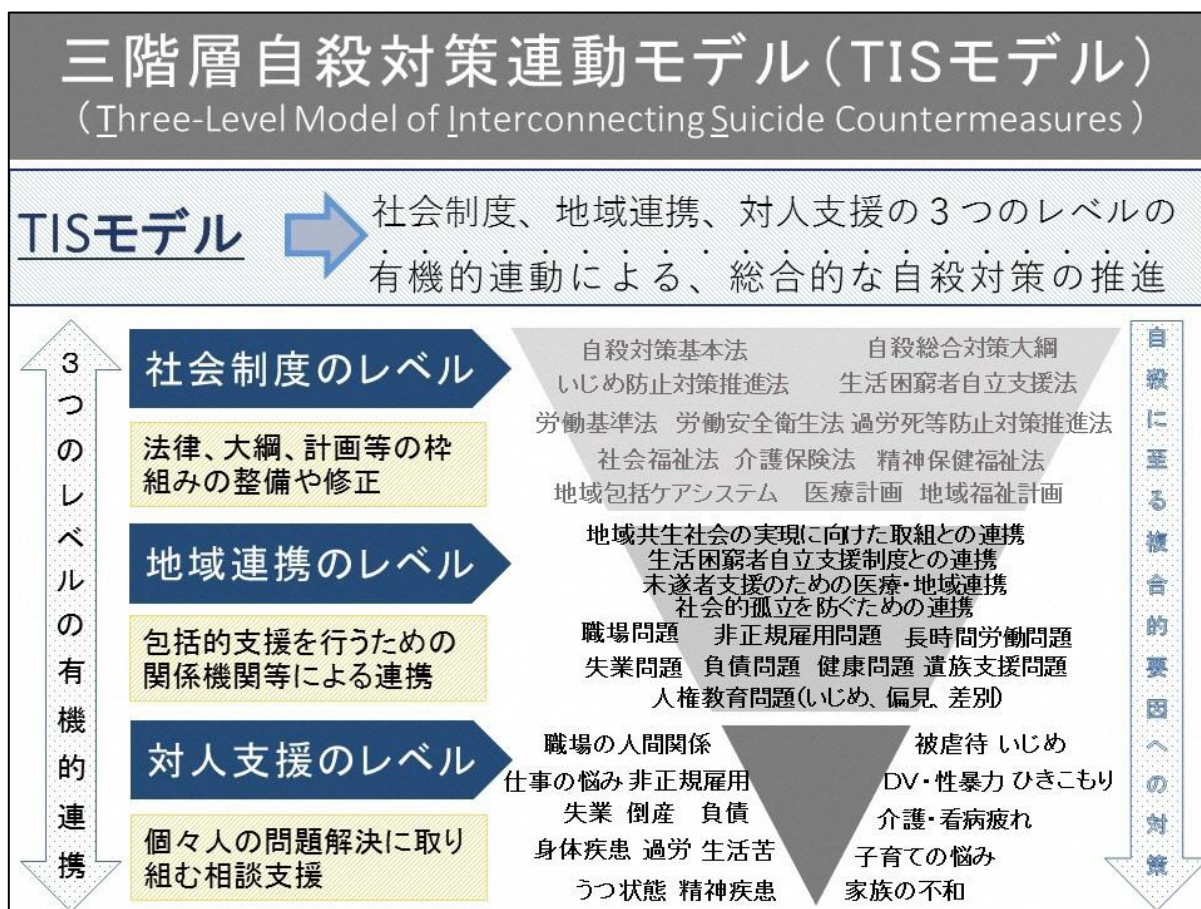 三階層自殺対策連動モデル(TISモデル)
(Three-Level Model of Interconnecting Suicide Countermeasures)
TISモデル
社会制度、地域連携、対人支援の3つのレベルの
有機的連動による、総合的な自殺対策の推進
3つのレベルの有機的連携
社会制度のレベル
法律、大綱、計画等の枠
組みの整備や修正
自殺対策基本法 自殺総合対策大綱
いじめ防止対策推進法 生活困窮者自立支援法
労働基準法 労働安全衛生法 過労死等防止対策推進法
社会福祉法 介護保険法 精神保健福祉法
地域包括ケアシステム 医療計画 地域福祉計画
地域連携のレベル
包括的支援を行うための
関係機関等による連携
地域共生社会の実現に向けた取組との連携
生活困窮者自立支援制度との連携
未遂者支援のための医療・地域連携
社会的孤立を防ぐための連携
職場問題 非正規雇用問題 長時間労働問題
失業問題 負債問題 健康問題 遺族支援問題
人権教育問題(いじめ、偏見、差別)
対人支援のレベル
個々人の問題解決に取り
組む相談支援
職場の人間関係 被虐待 いじめ
仕事の悩み 非正規雇用 DV・性暴力 ひきこもり
失業 倒産 負債 介護・看病疲れ
身体疾患 過労 生活苦 子育ての悩み
うつ状態 精神疾患 家族の不和
自殺に至る複合的要因への対策